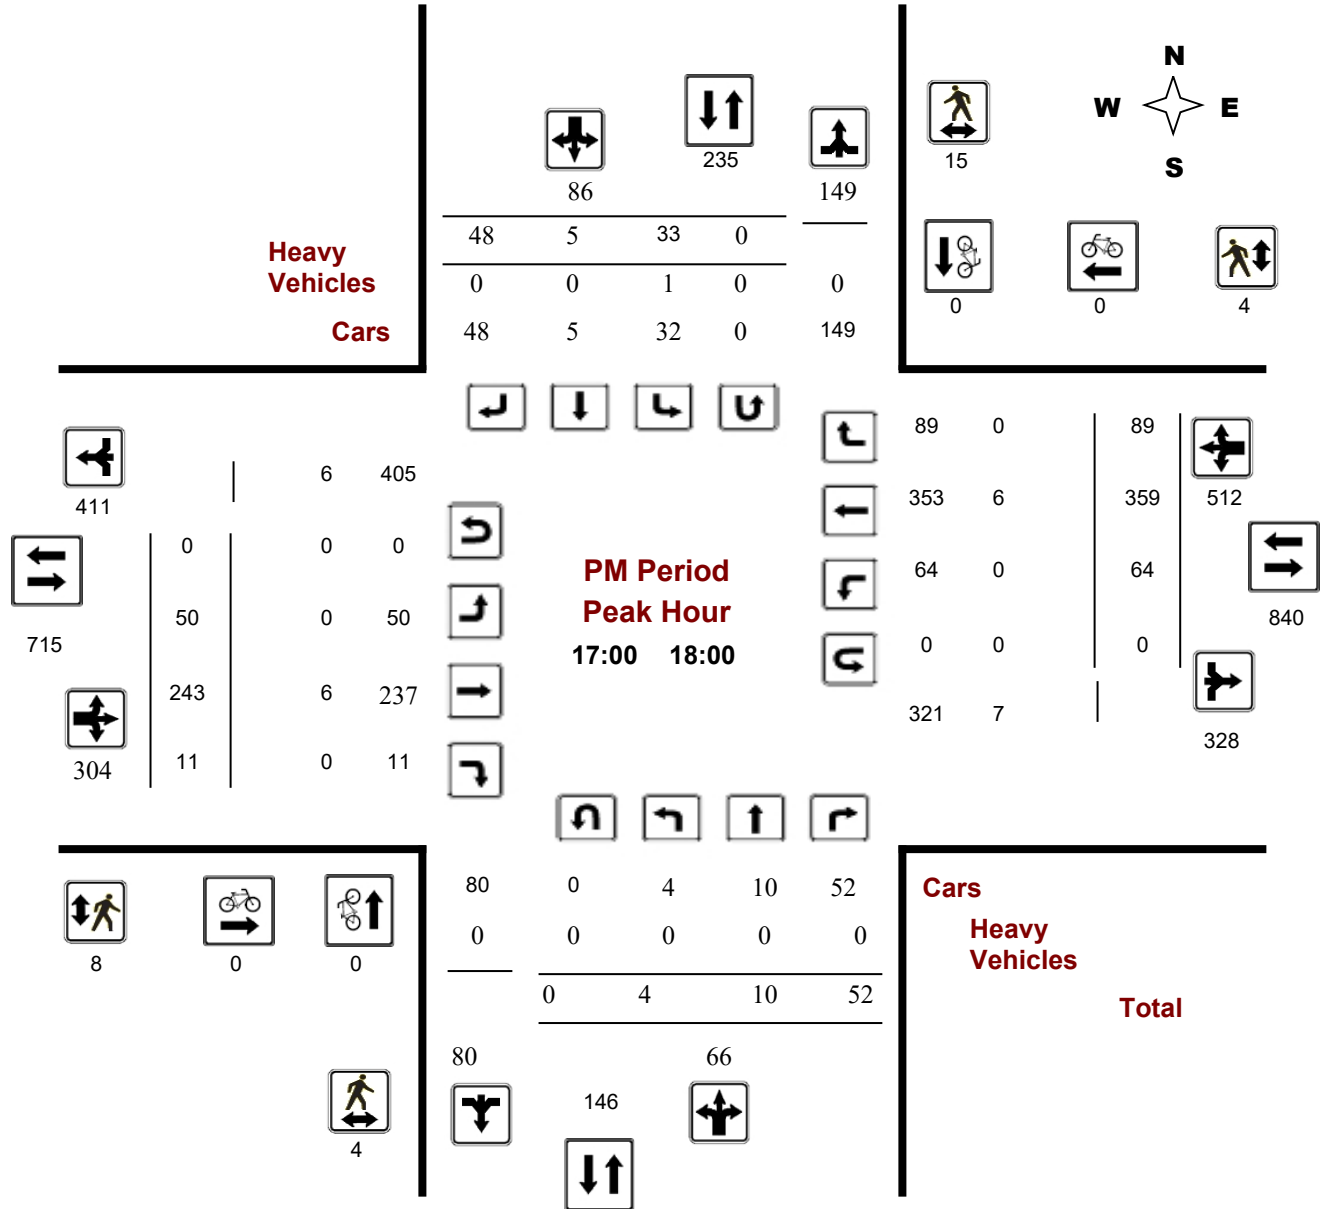 N
W E
S
235
15
86 149
48 5 33 0
Heavy
Vehicles
0 0 1 0 0
0 0 4
Cars
48 5 32 0 149
89 0 89
6 405
411
353 6 359 512
0 0 0
PM Period
64 0 64
50 0 50
Peak Hour
840
715
17:00 18:00
0 0 0
243 6 237
321 7
328
304 11 0 11
80 0 4 10 52
Cars
0 0 0 0 0
Heavy
Vehicles
8 0 0
0 4 10 52
Total
80 66
146
4